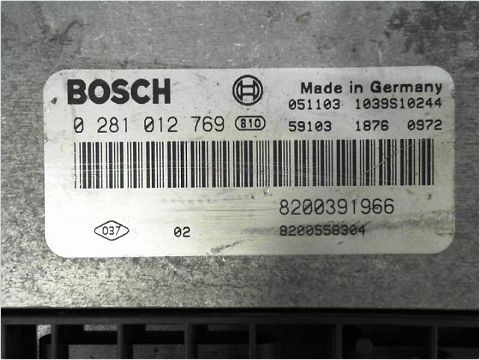 BOSCH Made in Germany
051103 1039S10244
0 281 012 769 810 59103 1876 0972
8200391966
037 02 8200558304